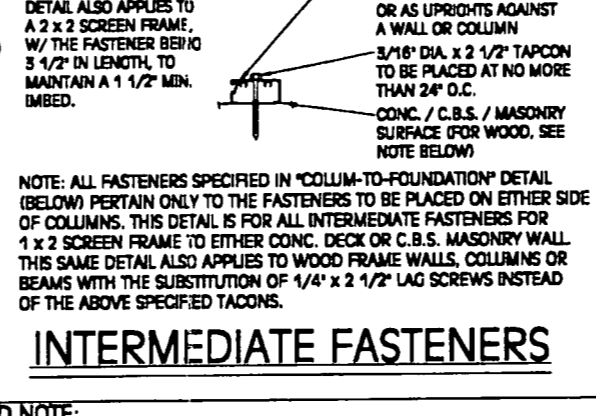 DETAIL ALSO APPLIES TO
A 2 x 2 SCREEN FRAME,
W/ THE FASTENER BEING
3 1/2" IN LENGTH, TO
MAINTAIN A 1 1/2" MIN.
IMBED.
OR AS UPRIGHTS AGAINST
A WALL OR COLUMN
3/16" DIA. x 2 1/2" TAPCON
TO BE PLACED AT NO MORE
THAN 24" O.C.
CONC. / C.B.S. / MASONRY
SURFACE (FOR WOOD, SEE
NOTE BELOW)
NOTE: ALL FASTENERS SPECIFIED IN "COLUM-TO-FOUNDATION" DETAIL
(BELOW) PERTAIN ONLY TO THE FASTENERS TO BE PLACED ON EITHER SIDE
OF COLUMNS. THIS DETAIL IS FOR ALL INTERMEDIATE FASTENERS FOR
1 x 2 SCREEN FRAME TO EITHER CONC. DECK OR C.B.S. MASONRY WALL.
THIS SAME DETAIL ALSO APPLIES TO WOOD FRAME WALLS, COLUMNS OR
BEAMS WITH THE SUBSTITUTION OF 1/4" x 2 1/2" LAG SCREWS INSTEAD
OF THE ABOVE SPECIFIED TACONS.
INTERMEDIATE FASTENERS
D NOTE: